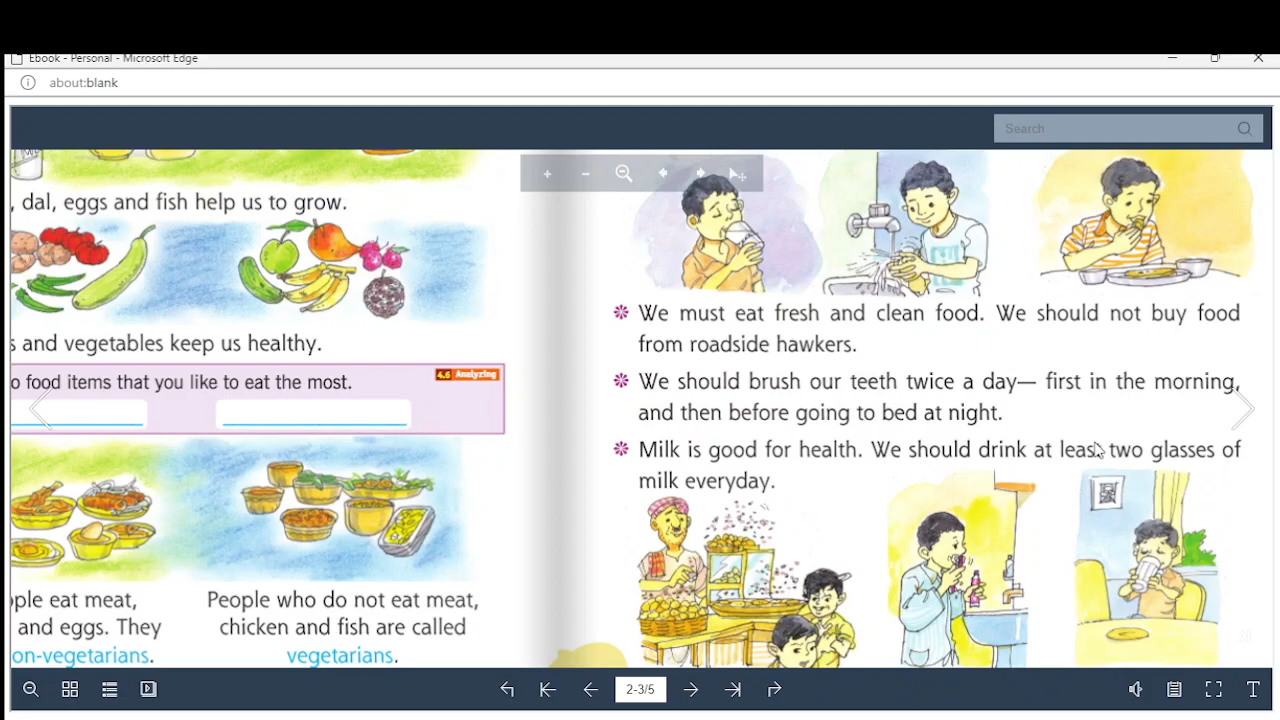 Ebook - Personal - Microsoft Edge
about:blank
Search
, dal, eggs and fish help us to grow.
s and vegetables keep us healthy.
o food items that you like to eat the most.
4.6 Analyzing
ple eat meat,
and eggs. They
on-vegetarians.
People who do not eat meat,
chicken and fish are called
vegetarians.
We must eat fresh and clean food. We should not buy food
from roadside hawkers.
We should brush our teeth twice a day— first in the morning,
and then before going to bed at night.
Milk is good for health. We should drink at least two glasses of
milk everyday.
2-3/5